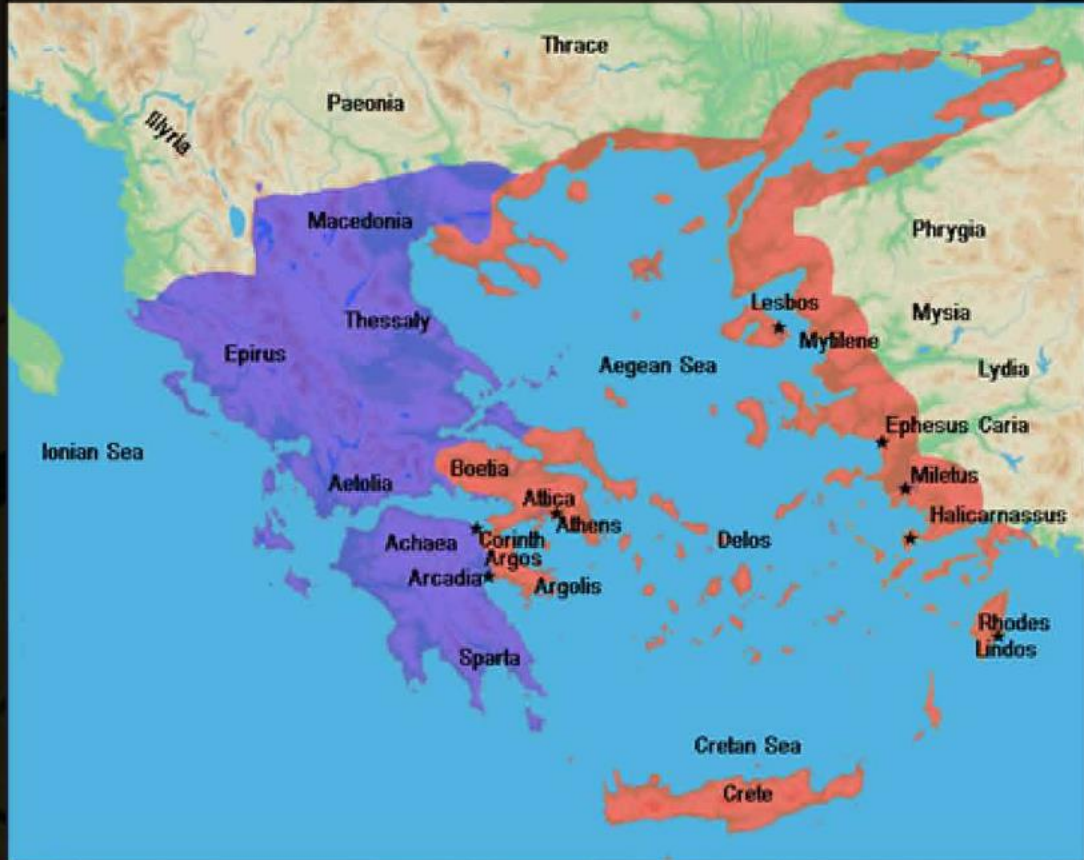 Thrace
Paeonia
Illyria
Macedonia
Phrygia
Lesbos
Mysia
Thessaly
Mytilene
Epirus
Aegean Sea
Lydia
Ephesus Caria
Ionian Sea
Boetia
Miletus
Aetolia
Attica
Halicarnassus
Athens
Achaea
Corinth
Delos
Argos
Arcadia
Argolis
Rhodes
Lindos
Sparta
Cretan Sea
Crete